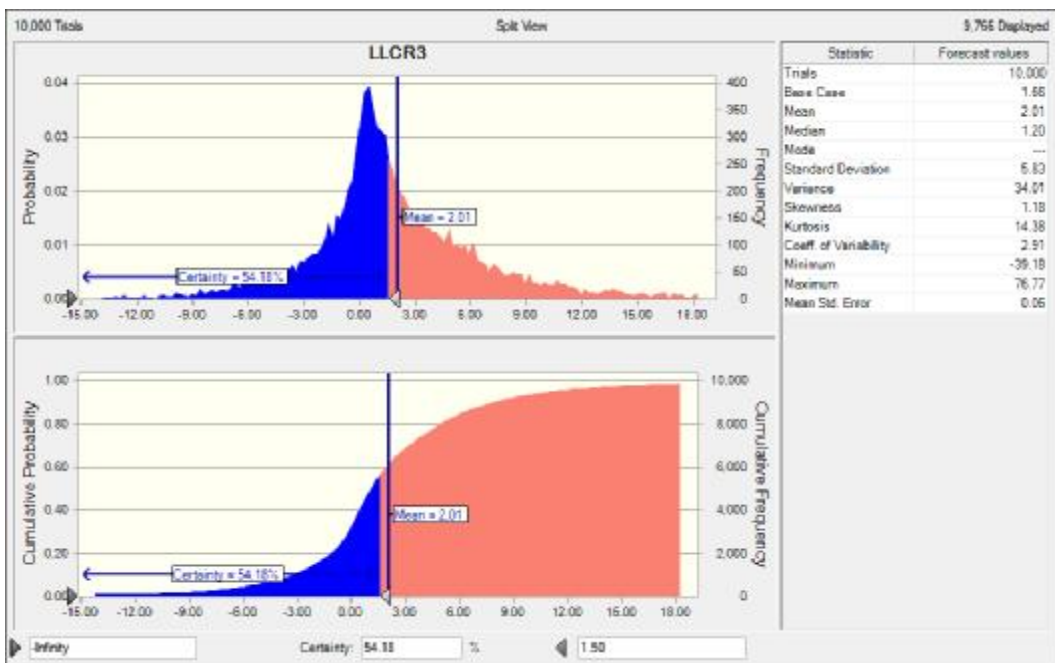 10,000 Trials Split View 9,766 Displayed
LLCR3
Probability
0.04
0.03
0.02
0.01
0.00
400
350
300
250
200
150
100
50
0
Frequency
Mean = 2.01
Certainty = 54.18%
-15.00 -12.00 -9.00 -6.00 -3.00 0.00 3.00 6.00 9.00 12.00 15.00 18.00
Cumulative Probability
1.00
0.80
0.60
0.40
0.20
0.00
10,000
8,000
6,000
4,000
2,000
0
Cumulative Frequency
Mean = 2.01
Certainty = 54.18%
-15.00 -12.00 -9.00 -6.00 -3.00 0.00 3.00 6.00 9.00 12.00 15.00 18.00
Statistic Forecast values
Trials 10,000
Base Case 1.66
Mean 2.01
Median 1.20
Mode ---
Standard Deviation 5.83
Variance 34.01
Skewness 1.18
Kurtosis 14.38
Coeff. of Variability 2.91
Minimum -39.18
Maximum 76.77
Mean Std. Error 0.06
-Infinity Certainty: 54.18 % 1.50